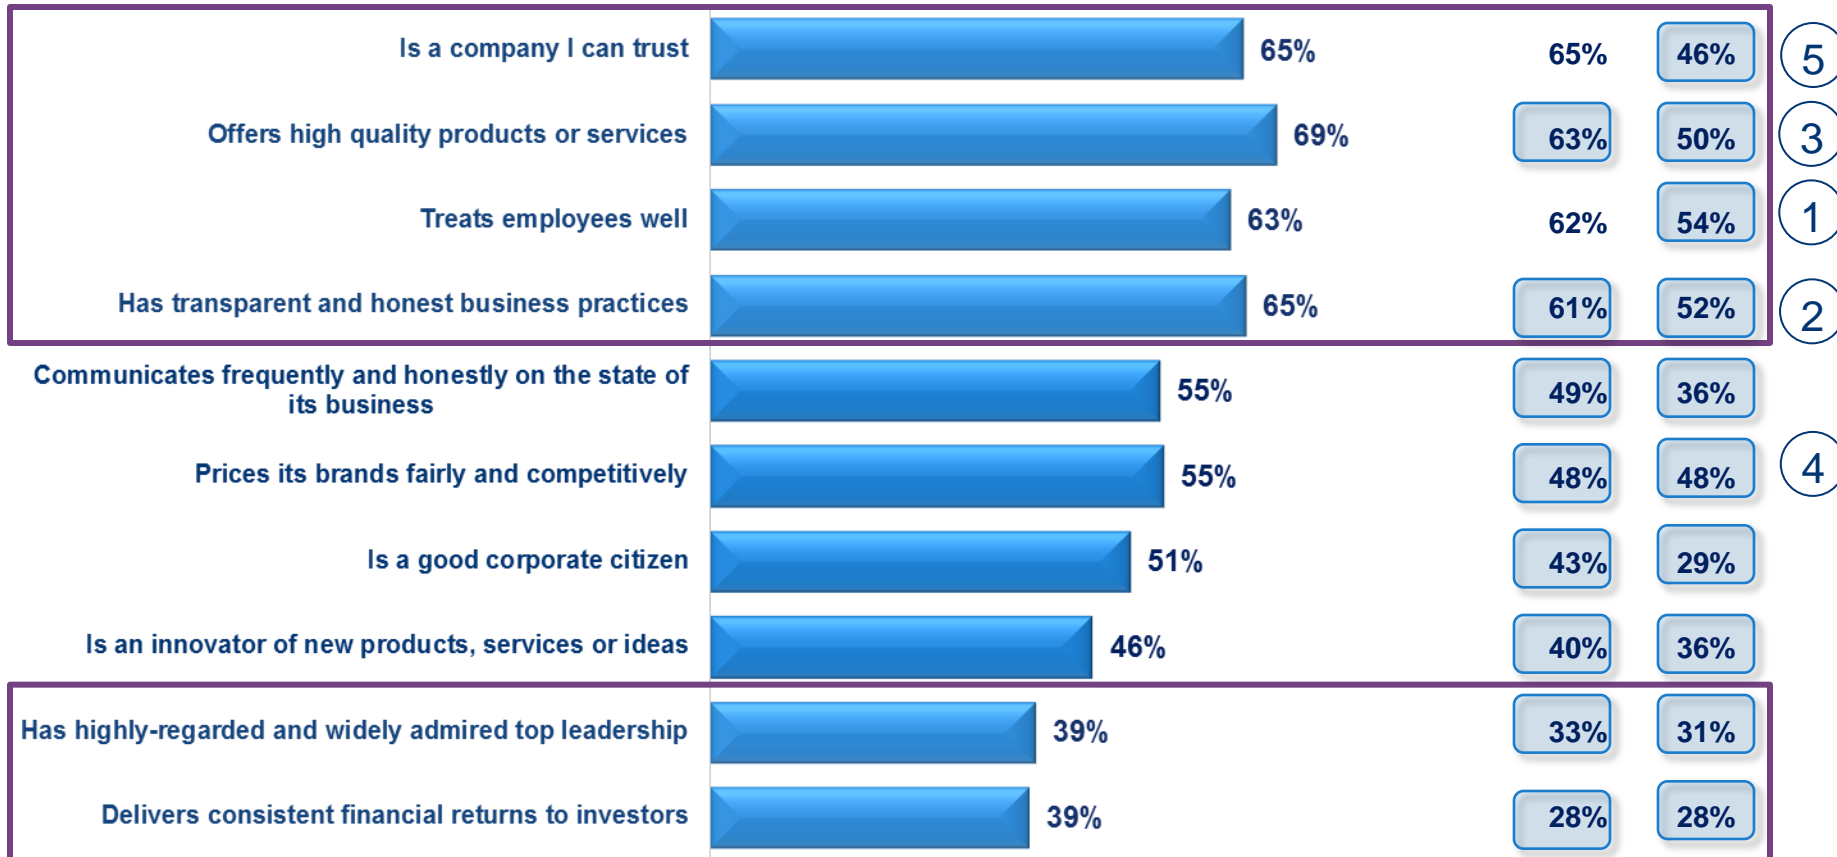 Is a company I can trust 65% 65% 46% 5
Offers high quality products or services 69% 63% 50% 3
Treats employees well 63% 62% 54% 1
Has transparent and honest business practices 65% 61% 52% 2
Communicates frequently and honestly on the state of
its business 55% 49% 36%
Prices its brands fairly and competitively 55% 48% 48% 4
Is a good corporate citizen 51% 43% 29%
Is an innovator of new products, services or ideas 46% 40% 36%
Has highly-regarded and widely admired top leadership 39% 33% 31%
Delivers consistent financial returns to investors 39% 28% 28%